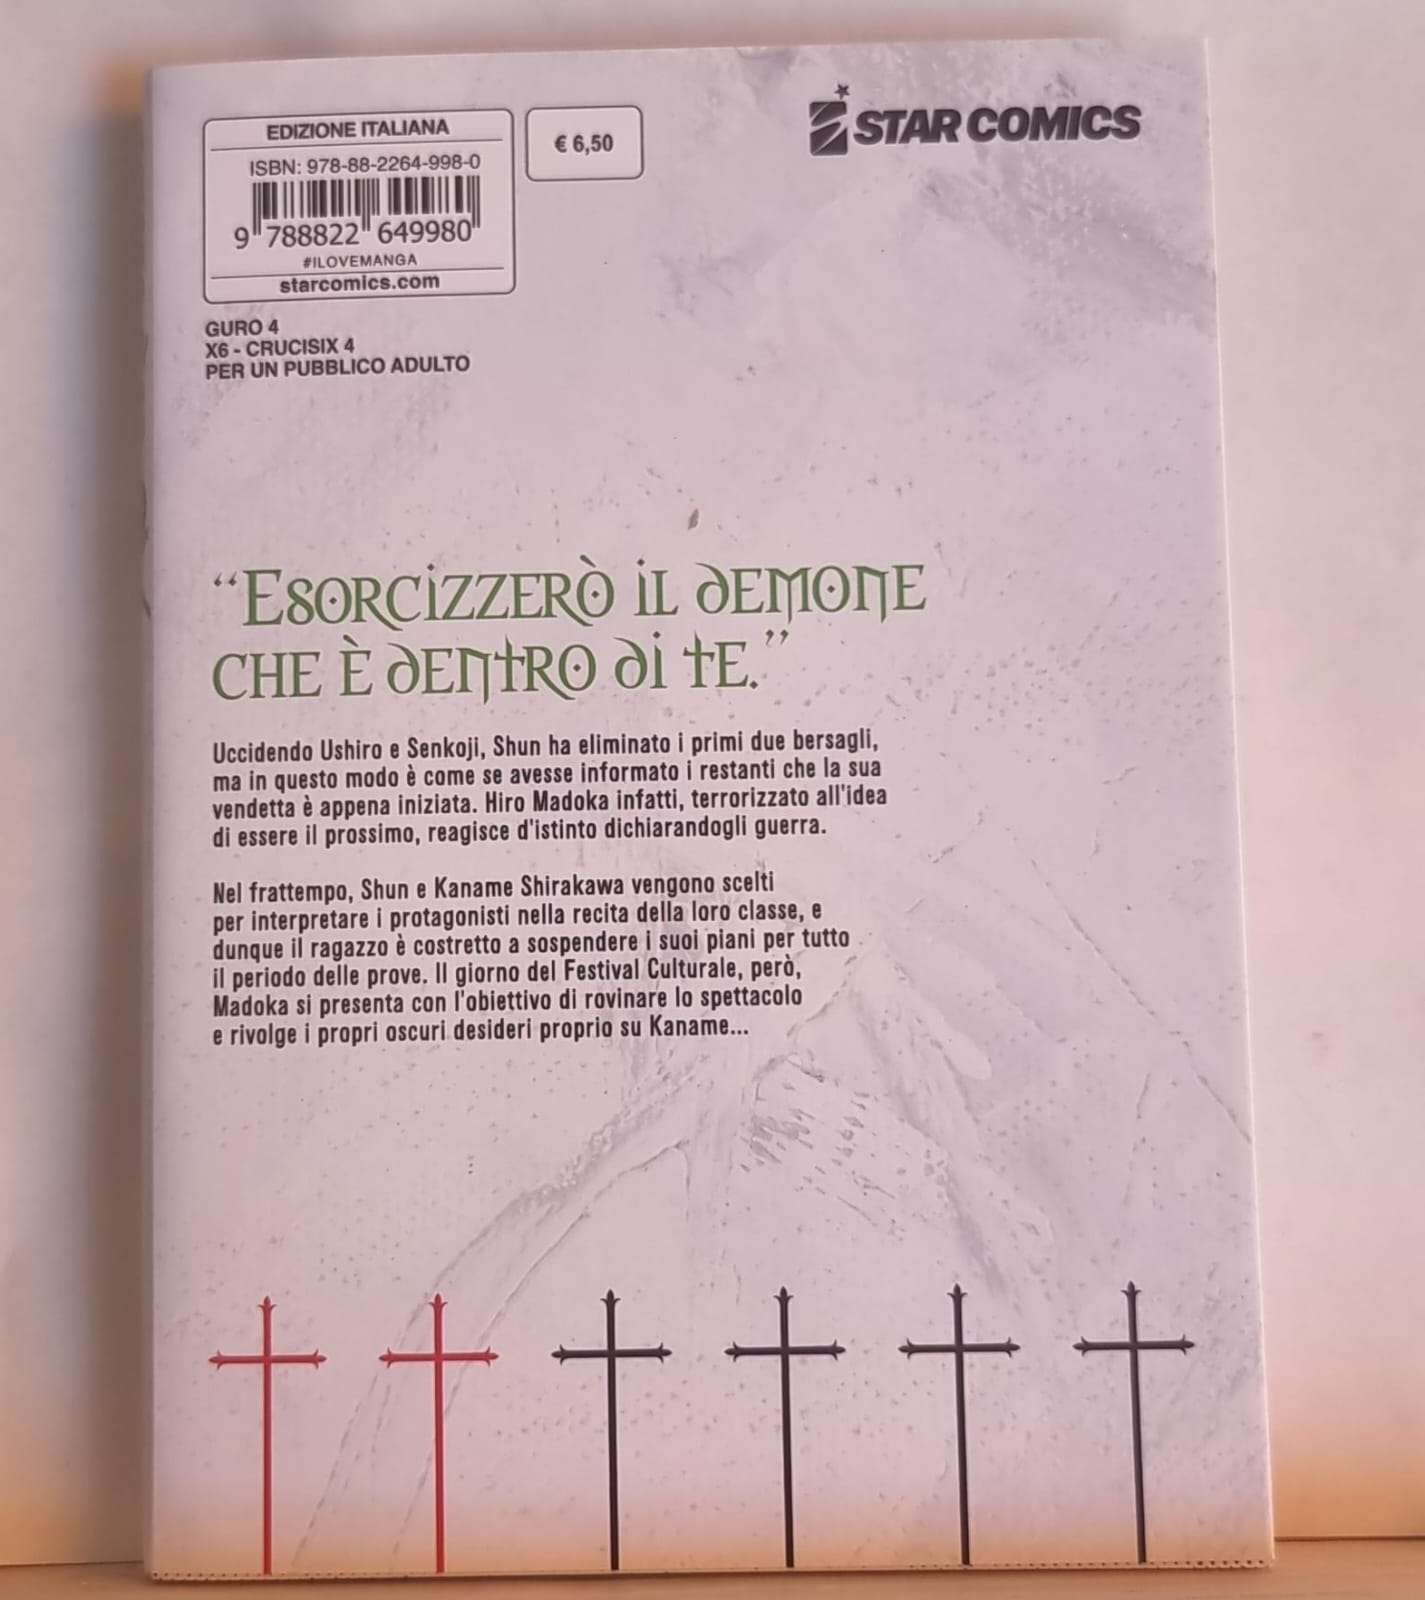 EDIZIONE ITALIANA
ISBN: 978-88-2264-998-0
9 788822 649980
#ILOVEMANGA
starcomics.com
€ 6,50
STAR COMICS
GURO 4
X6 - CRUCISIX 4
PER UN PUBBLICO ADULTO
“Esorcizzerò il demone
che è dentro di te.”
Uccidendo Ushiro e Senkoji, Shun ha eliminato i primi due bersagli,
ma in questo modo è come se avesse informato i restanti che la sua
vendetta è appena iniziata. Hiro Madoka infatti, terrorizzato all'idea
di essere il prossimo, reagisce d'istinto dichiarandogli guerra.
Nel frattempo, Shun e Kaname Shirakawa vengono scelti
per interpretare i protagonisti nella recita della loro classe, e
dunque il ragazzo è costretto a sospendere i suoi piani per tutto
il periodo delle prove. Il giorno del Festival Culturale, però,
Madoka si presenta con l'obiettivo di rovinare lo spettacolo
e rivolge i propri oscuri desideri proprio su Kaname...